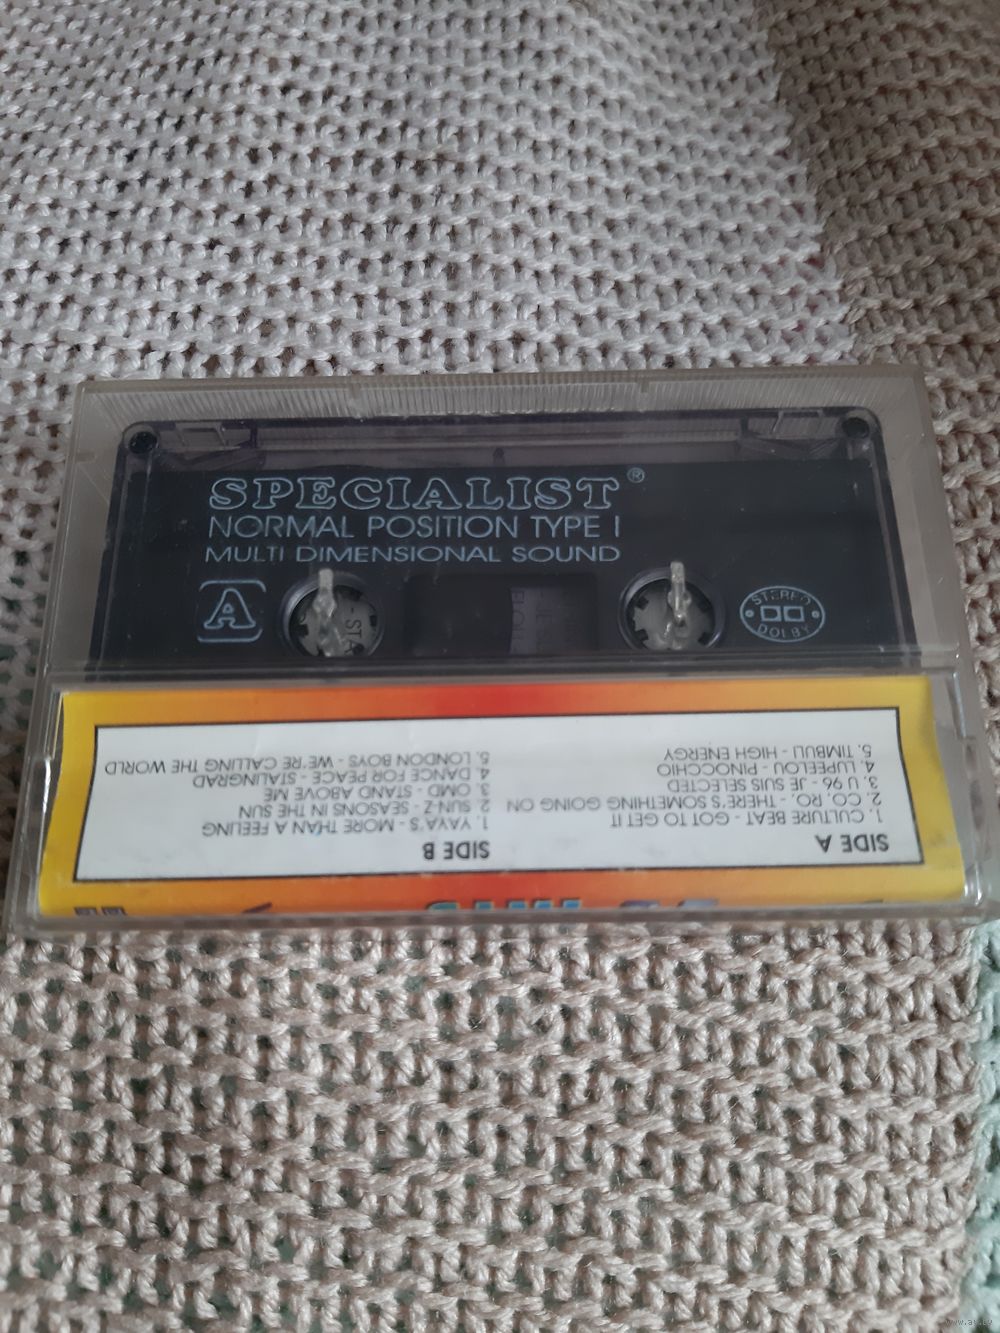 SPECIALIST®
NORMAL POSITION TYPE I
MULTI DIMENSIONAL SOUND
A
STEREO
DOLBY
SIDE A
1. CULTURE BEAT - GOT TO GET IT
2. CO, RO, - THERE'S SOMETHING GOING ON
3. U 96 - JE SUIS SELECTED
4. LUPEELOU - PINOCCHIO
5. TIMBUL - HIGH ENERGY
SIDE B
1. YAYA'S - MORE THAN A FEELING
2. SUN-Z - SEASONS IN THE SUN
3. OMD - STAND ABOVE ME
4. DANCE FOR PEACE - STALINGRAD
5. LONDON BOYS - WE'RE CALLING THE WORLD